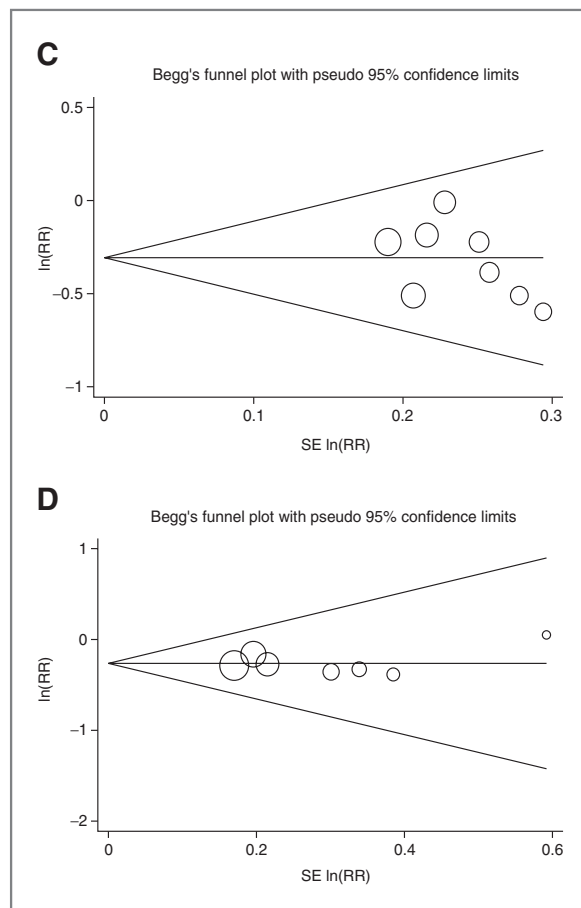 C
Begg's funnel plot with pseudo 95% confidence limits
0.5
0
−0.5
−1
ln(RR)
0
0.1
0.2
0.3
SE ln(RR)
D
Begg's funnel plot with pseudo 95% confidence limits
1
0
−1
−2
ln(RR)
0
0.2
0.4
0.6
SE ln(RR)